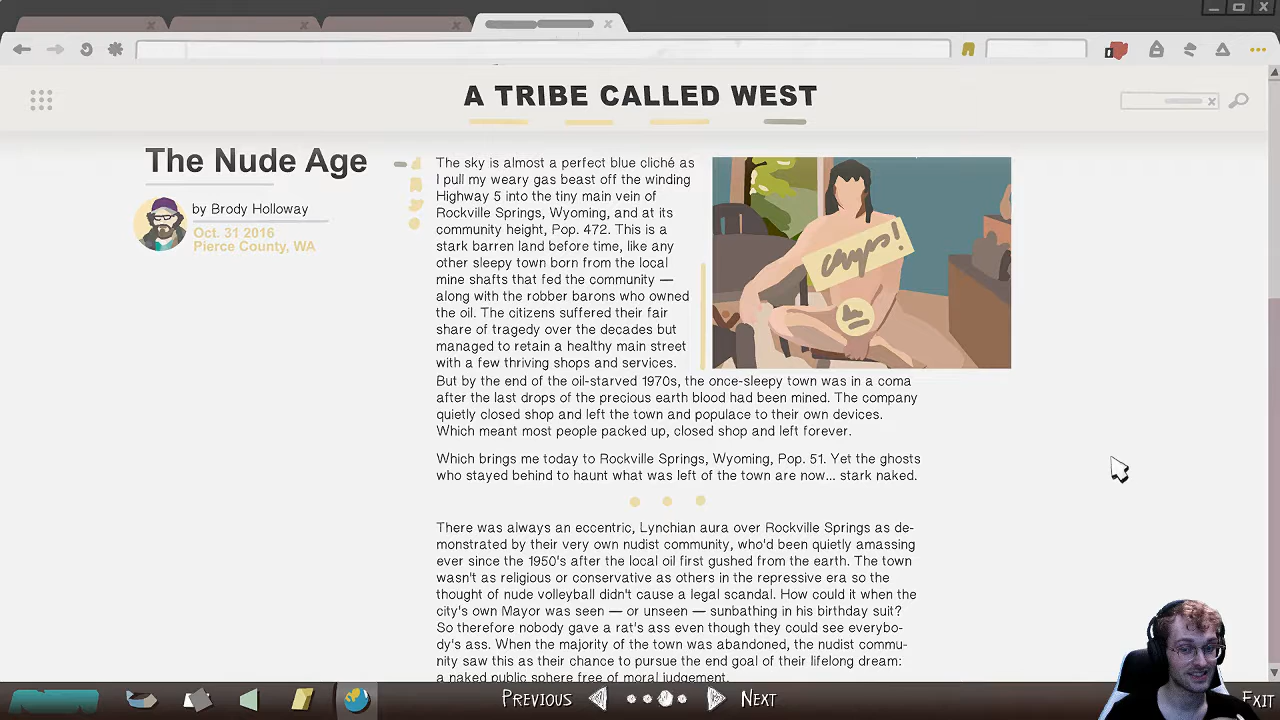 A TRIBE CALLED WEST
The Nude Age
by Brody Holloway
Oct. 31 2016
Pierce County, WA
The sky is almost a perfect blue cliché as
I pull my weary gas beast off the winding
Highway 5 into the tiny main vein of
Rockville Springs, Wyoming, and at its
community height, Pop. 472. This is a
stark barren land before time, like any
other sleepy town born from the local
mine shafts that fed the community —
along with the robber barons who owned
the oil. The citizens suffered their fair
share of tragedy over the decades but
managed to retain a healthy main street
with a few thriving shops and services.
But by the end of the oil-starved 1970s, the once-sleepy town was in a coma
after the last drops of the precious earth blood had been mined. The company
quietly closed shop and left the town and populace to their own devices.
Which meant most people packed up, closed shop and left forever.
Which brings me today to Rockville Springs, Wyoming, Pop. 51. Yet the ghosts
who stayed behind to haunt what was left of the town are now... stark naked.
There was always an eccentric, Lynchian aura over Rockville Springs as de-
monstrated by their very own nudist community, who'd been quietly amassing
ever since the 1950's after the local oil first gushed from the earth. The town
wasn't as religious or conservative as others in the repressive era so the
thought of nude volleyball didn't cause a legal scandal. How could it when the
city's own Mayor was seen — or unseen — sunbathing in his birthday suit?
So therefore nobody gave a rat's ass even though they could see everybo-
dy's ass. When the majority of the town was abandoned, the nudist commu-
nity saw this as their chance to pursue the end goal of their lifelong dream:
a naked public sphere free of moral judgement.
PREVIOUS
NEXT
EXIT